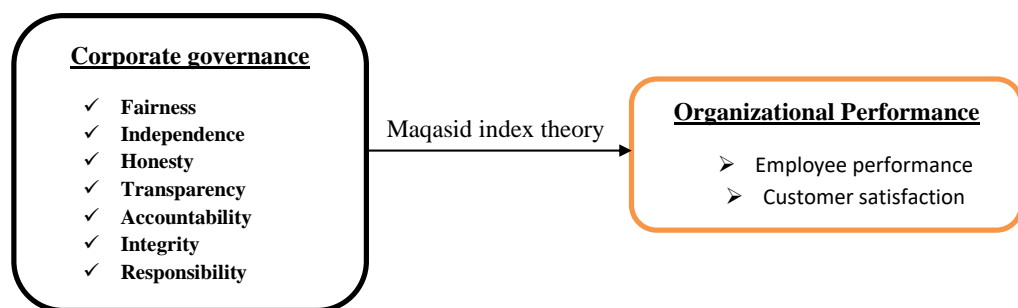 Corporate governance
✓ Fairness
✓ Independence
✓ Honesty
✓ Transparency
✓ Accountability
✓ Integrity
✓ Responsibility
Maqasid index theory
Organizational Performance
➢ Employee performance
➢ Customer satisfaction